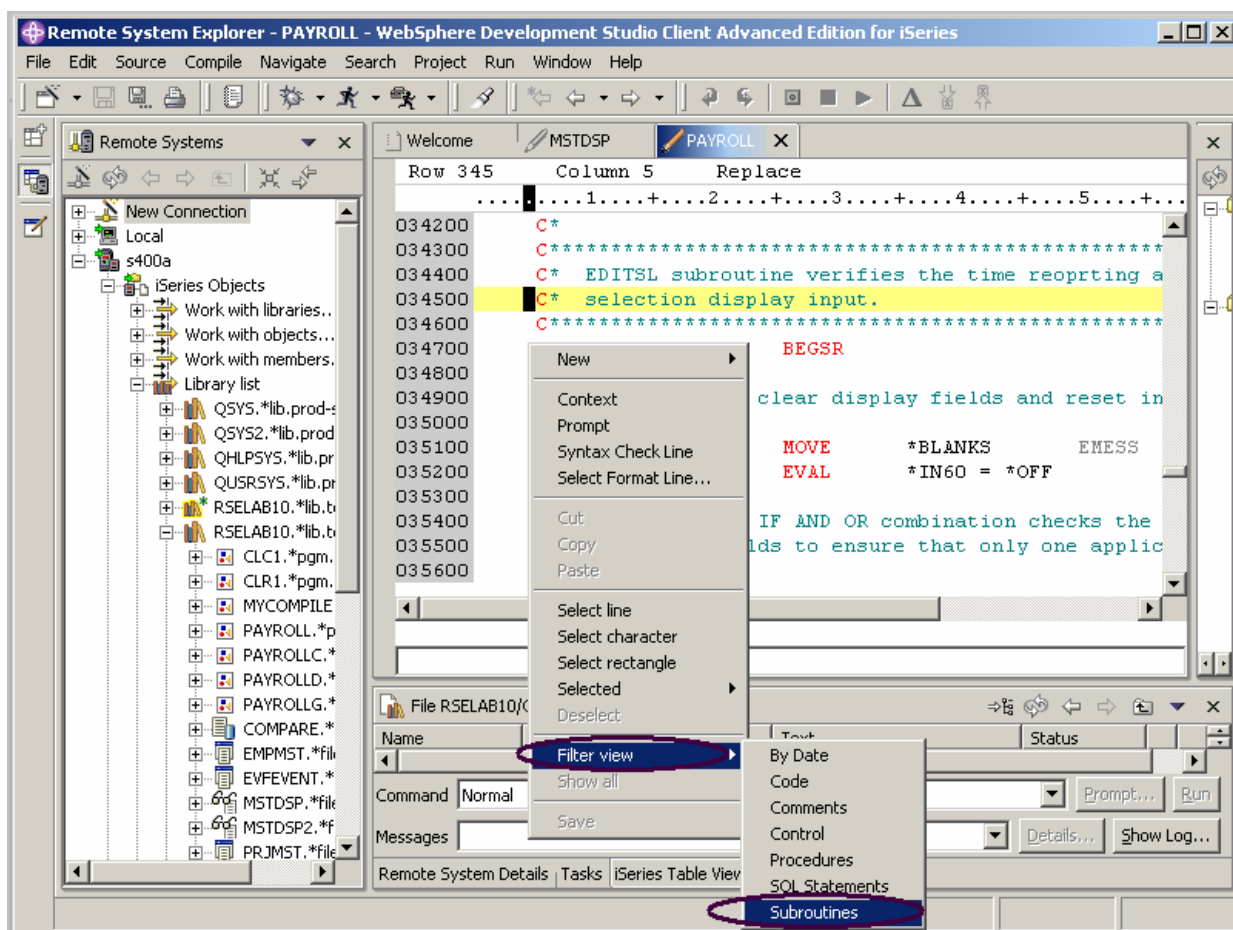 Remote System Explorer - PAYROLL - WebSphere Development Studio Client Advanced Edition for iSeries
File Edit Source Compile Navigate Search Project Run Window Help
Remote Systems
New Connection
Local
s400a
iSeries Objects
Work with libraries..
Work with objects...
Work with members.
Library list
QSYS.*lib.prod-s
QSYS2.*lib.prod
QHLPSYS.*lib.pr
QUSRSYS.*lib.pr
RSELAB10.*lib.te
RSELAB10.*lib.te
CLC1.*pgm.
CLR1.*pgm.
MYCOMPILE
PAYROLL.*p
PAYROLLC.*
PAYROLLD.*
PAYROLLG.*
COMPARE.*
EMPMST.*file
EVFEVENT.*
MSTDSP.*file
MSTDSP2.*f
PRJMST.*file
Welcome MSTDSP PAYROLL
Row 345 Column 5 Replace
........1....+....2....+....3....+....4....+....5....+...
034200 C*
034300 C***************************************************
034400 C* EDITSL subroutine verifies the time reoprting a
034500 C* selection display input.
034600 C***************************************************
034700 BEGSR
034800
034900 clear display fields and reset in
035000
035100 MOVE *BLANKS EMESS
035200 EVAL *IN60 = *OFF
035300
035400 IF AND OR combination checks the
035500 lds to ensure that only one applic
035600
New
Context
Prompt
Syntax Check Line
Select Format Line...
Cut
Copy
Paste
Select line
Select character
Select rectangle
Selected
Deselect
Filter view
Show all
Save
By Date
Code
Comments
Control
Procedures
SQL Statements
Subroutines
File RSELAB10/
Name Text Status
Command Normal Prompt... Run
Messages Details... Show Log...
Remote System Details Tasks iSeries Table View